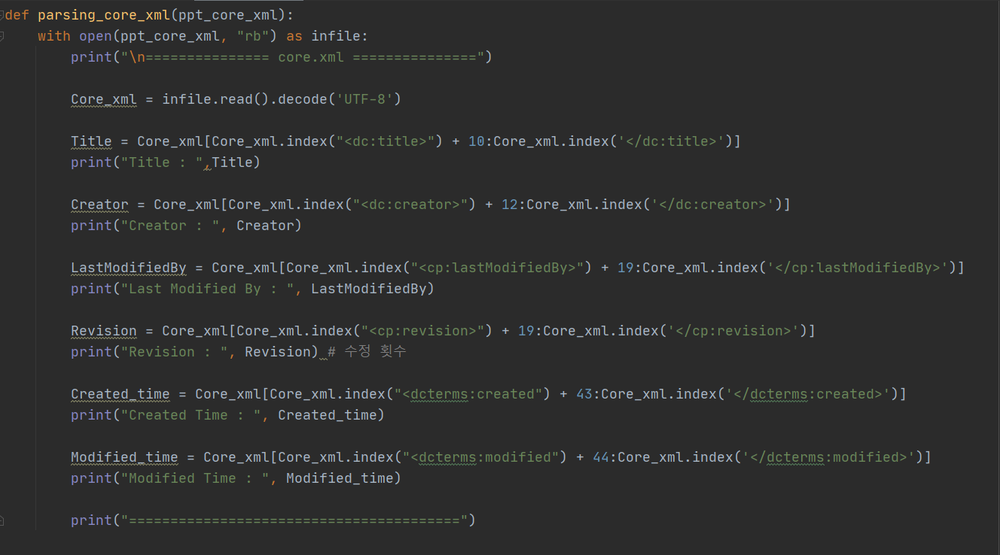 def parsing_core_xml(ppt_core_xml):
    with open(ppt_core_xml, "rb") as infile:
        print("\n=============== core.xml ===============")
        Core_xml = infile.read().decode('UTF-8')
        Title = Core_xml[Core_xml.index("<dc:title>") + 10:Core_xml.index('</dc:title>')]
        print("Title : ",Title)
        Creator = Core_xml[Core_xml.index("<dc:creator>") + 12:Core_xml.index('</dc:creator>')]
        print("Creator : ", Creator)
        LastModifiedBy = Core_xml[Core_xml.index("<cp:lastModifiedBy>") + 19:Core_xml.index('</cp:lastModifiedBy>')]
        print("Last Modified By : ", LastModifiedBy)
        Revision = Core_xml[Core_xml.index("<cp:revision>") + 19:Core_xml.index('</cp:revision>')]
        print("Revision : ", Revision) # 수정 횟수
        Created_time = Core_xml[Core_xml.index("<dcterms:created") + 43:Core_xml.index('</dcterms:created>')]
        print("Created Time : ", Created_time)
        Modified_time = Core_xml[Core_xml.index("<dcterms:modified") + 44:Core_xml.index('</dcterms:modified>')]
        print("Modified Time : ", Modified_time)
        print("========================================")